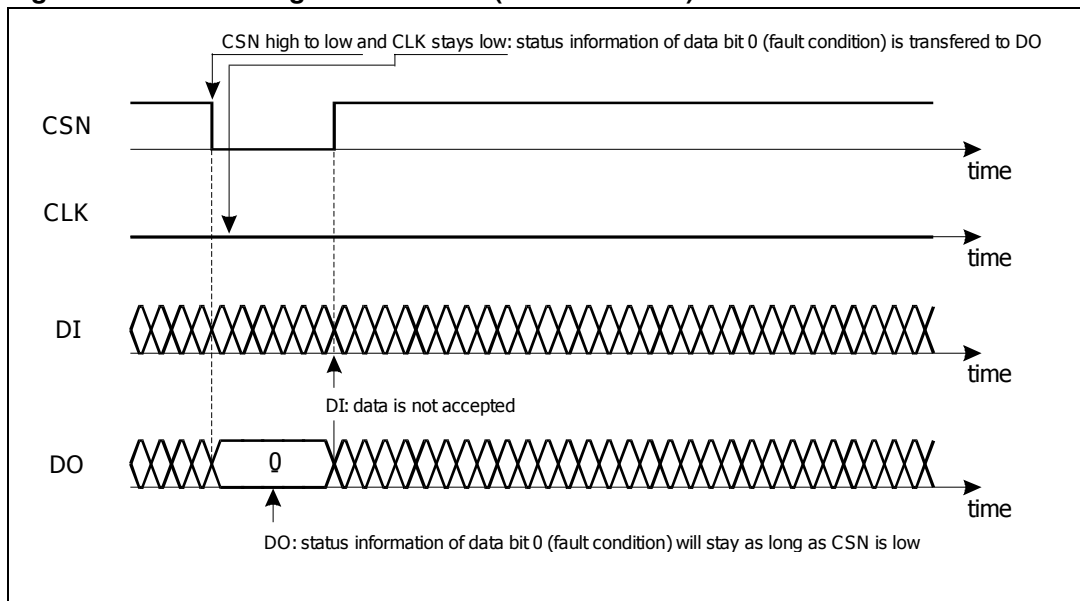 CSN high to low and CLK stays low: status information of data bit 0 (fault condition) is transfered to DO
CSN
time
CLK
time
DI
time
DI: data is not accepted
DO
0
time
DO: status information of data bit 0 (fault condition) will stay as long as CSN is low